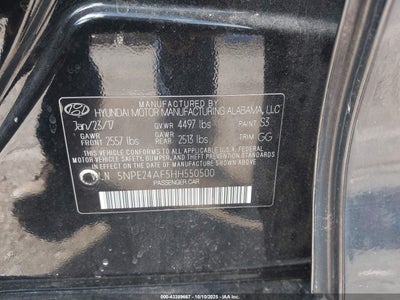 MANUFACTURED BY
HYUNDAI MOTOR MANUFACTURING ALABAMA, LLC
Jan/23/17 GVWR 4497 lbs PAINT S3
GAWR FRONT 2557 lbs GAWR REAR 2513 lbs TRIM GG
THIS VEHICLE CONFORMS TO ALL APPLICABLE U.S.A. FEDERAL
MOTOR VEHICLE SAFETY, BUMPER, AND THEFT PREVENTION
STANDARDS IN EFFECT ON THE DATE OF MANUFACTURE SHOWN ABOVE.
5NPE24AF5HH550500
PASSENGER CAR
000-43389667 - 10/10/2025 - IAA Inc.